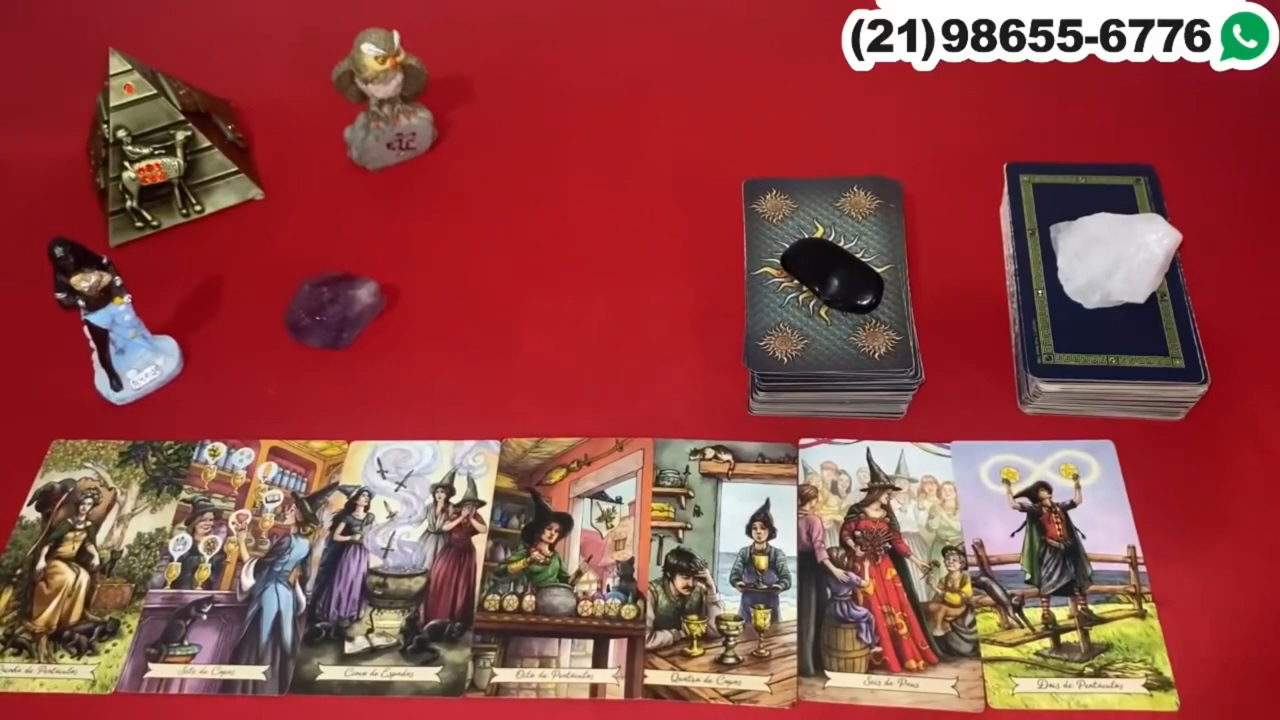 (21)98655-6776
Rainha de Pentáculos
Sete de Copas
Cinco de Espadas
Oito de Pentáculos
Quatro de Copas
Seis de Paus
Dois de Pentáculos